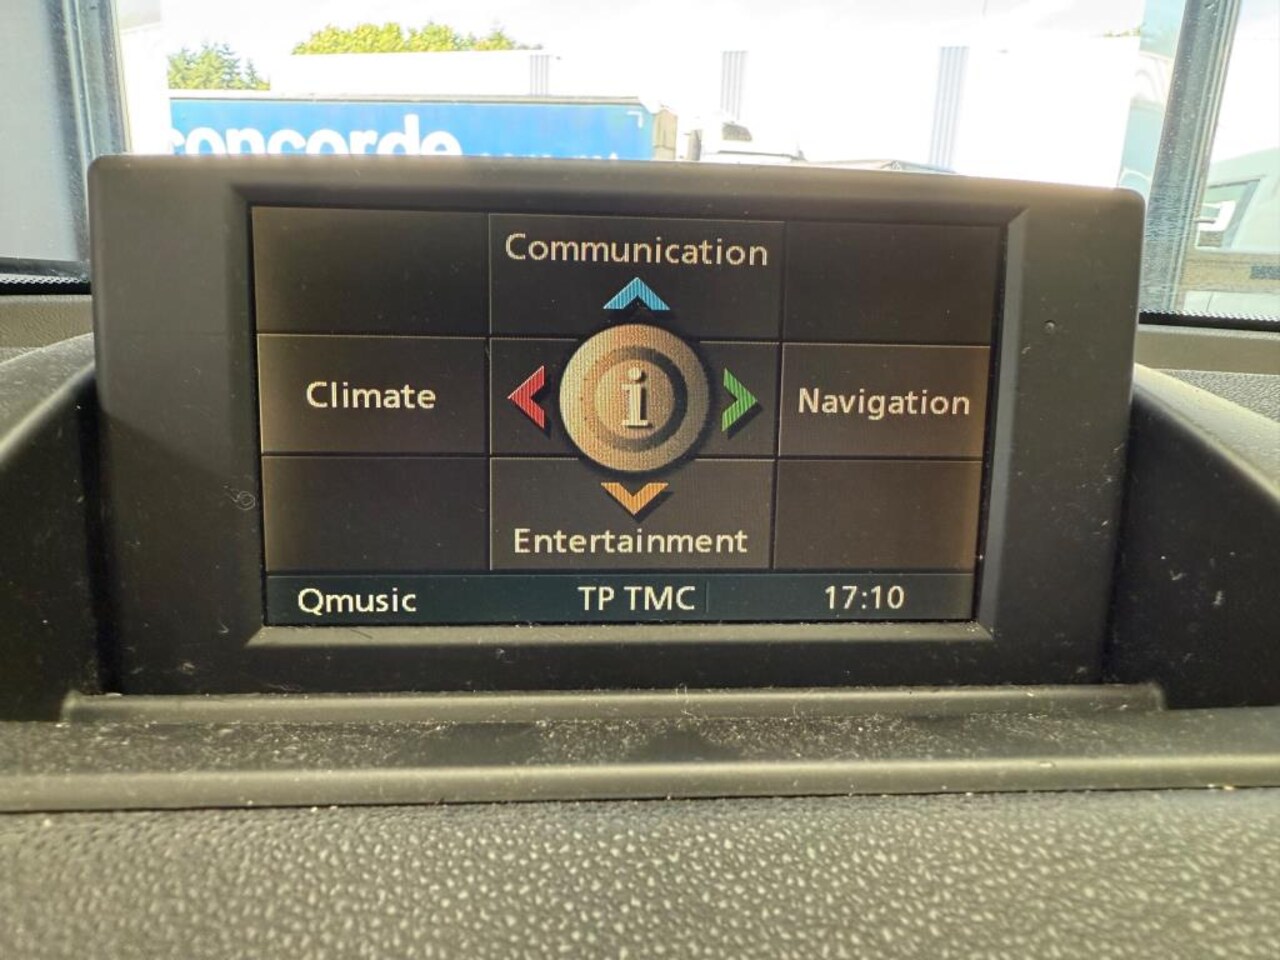 concorde
Communication
Climate
i
Navigation
Entertainment
Qmusic TP TMC 17:10